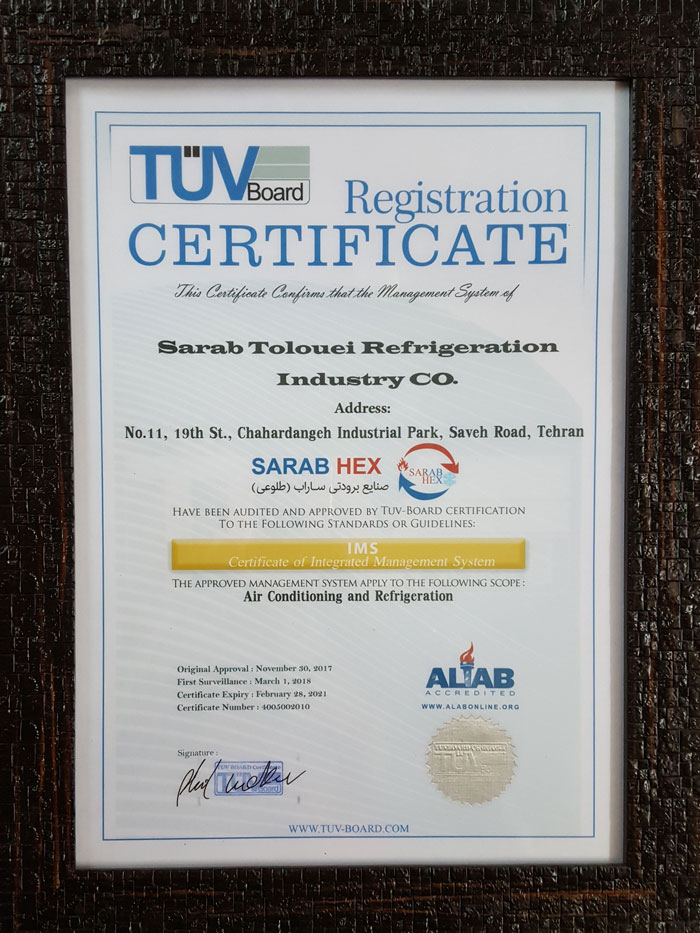 TÜV Board
Registration
CERTIFICATE
This Certificate Confirms that the Management System of
Sarab Tolouei Refrigeration
Industry CO.
Address:
No.11, 19th St., Chahardangeh Industrial Park, Saveh Road, Tehran
SARAB HEX
صنایع برودتی ساراب (طلوعی)
SARAB
HEX
HAVE BEEN AUDITED AND APPROVED BY TUV-BOARD CERTIFICATION
TO THE FOLLOWING STANDARDS OR GUIDELINES:
IMS
Certificate of Integrated Management System
THE APPROVED MANAGEMENT SYSTEM APPLY TO THE FOLLOWING SCOPE :
Air Conditioning and Refrigeration
Original Approval : November 30, 2017
First Surveillance : March 1, 2018
Certificate Expiry : February 28, 2021
Certificate Number : 4005002010
ALAB
ACCREDITED
WWW.ALABONLINE.ORG
Signature :
TUV BOARD
TÜV Board
TÜV
WWW.TUV-BOARD.COM